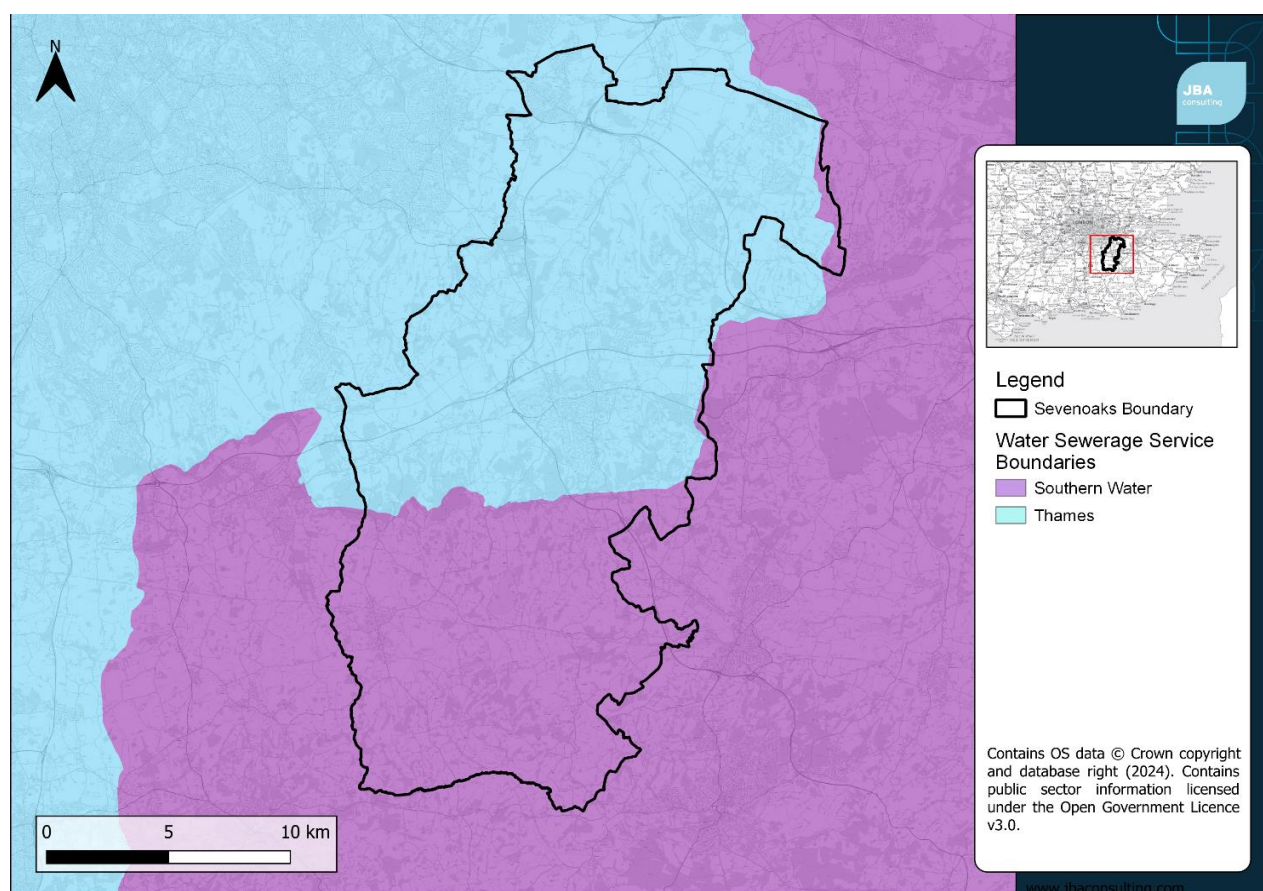 N
JBA
consulting
Legend
Sevenoaks Boundary
Water Sewerage Service
Boundaries
Southern Water
Thames
Contains OS data © Crown copyright
and database right (2024). Contains
public sector information licensed
under the Open Government Licence
v3.0.
0 5 10 km
www.jbaconsulting.com